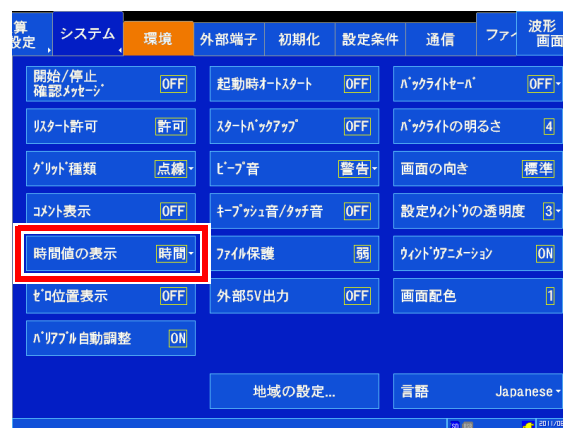 算
設定
システム
環境
外部端子
初期化
設定条件
通信
ファイ
波形
画面
開始/停止
確認ﾒｯｾｰｼﾞ
OFF
起動時ｵｰﾄｽﾀｰﾄ
OFF
ﾊﾞｯｸﾗｲﾄｾｰﾊﾞ
OFF
ﾘｽﾀｰﾄ許可
許可
ｽﾀｰﾄﾊﾞｯｸｱｯﾌﾟ
OFF
ﾊﾞｯｸﾗｲﾄの明るさ
4
ｸﾞﾘｯﾄﾞ種類
点線
ﾋﾞｰﾌﾟ音
警告
画面の向き
標準
ｺﾒﾝﾄ表示
OFF
ｷｰﾌﾟｯｼｭ音/ﾀｯﾁ音
OFF
設定ｳｨﾝﾄﾞｳの透明度
3
時間値の表示
時間
ﾌｧｲﾙ保護
弱
ｳｨﾝﾄﾞｳｱﾆﾒｰｼｮﾝ
ON
ｾﾞﾛ位置表示
OFF
外部5V出力
OFF
画面配色
1
ﾊﾞﾘｱﾌﾞﾙ自動調整
ON
地域の設定...
言語
Japanese
SD